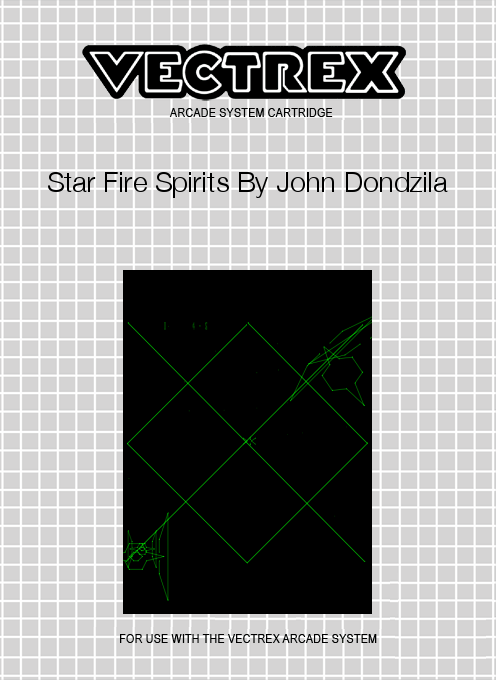 VECTREX
ARCADE SYSTEM CARTRIDGE
Star Fire Spirits By John Dondzila
FOR USE WITH THE VECTREX ARCADE SYSTEM